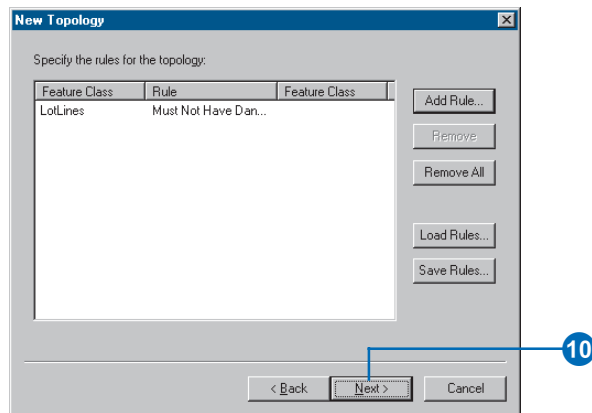 New Topology
Specify the rules for the topology:
Feature Class Rule Feature Class
LotLines Must Not Have Dan...
Add Rule...
Remove
Remove All
Load Rules...
Save Rules...
< Back Next > Cancel
10